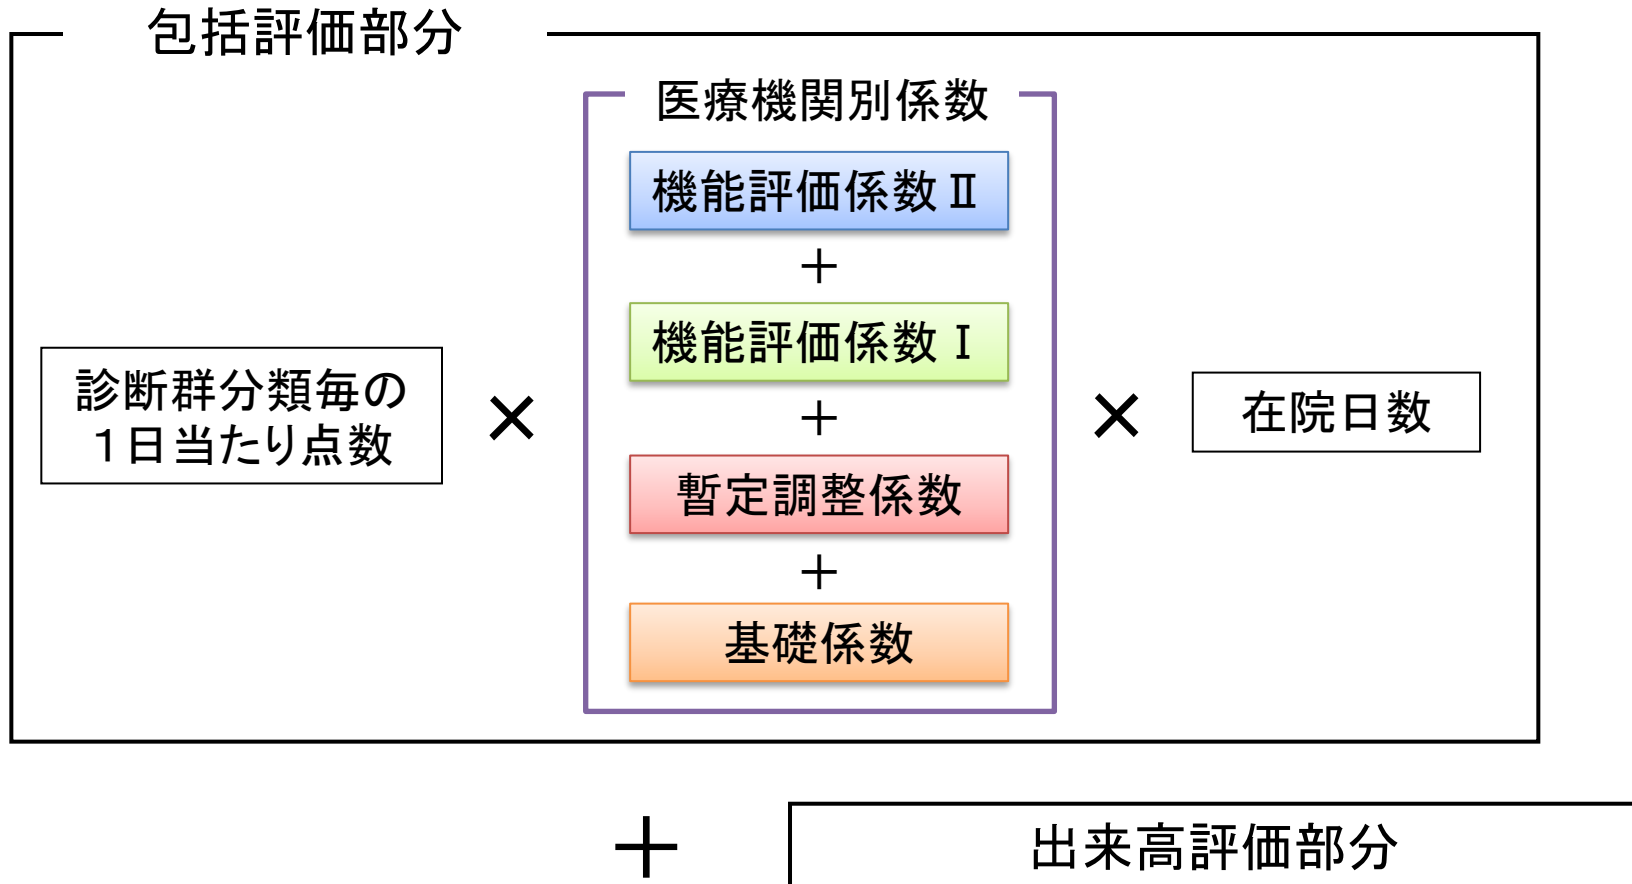 包括評価部分
医療機関別係数
機能評価係数Ⅱ
＋
機能評価係数Ⅰ
＋
暫定調整係数
＋
基礎係数
診断群分類毎の
１日当たり点数
×
×
在院日数
＋
出来高評価部分